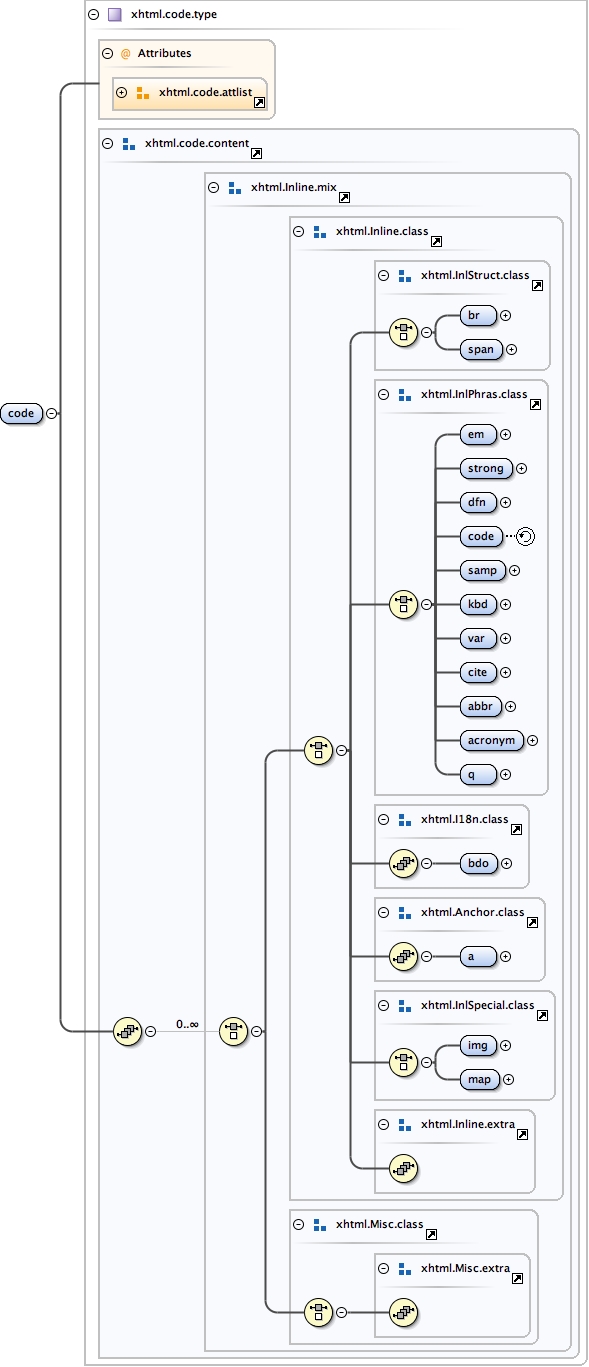 xhtml.code.type
@ Attributes
xhtml.code.attlist
xhtml.code.content
xhtml.Inline.mix
xhtml.Inline.class
xhtml.InlStruct.class
br
span
xhtml.InlPhras.class
code
em
strong
dfn
code
samp
kbd
var
cite
abbr
acronym
q
xhtml.I18n.class
bdo
xhtml.Anchor.class
a
xhtml.InlSpecial.class
0..∞
img
map
xhtml.Inline.extra
xhtml.Misc.class
xhtml.Misc.extra